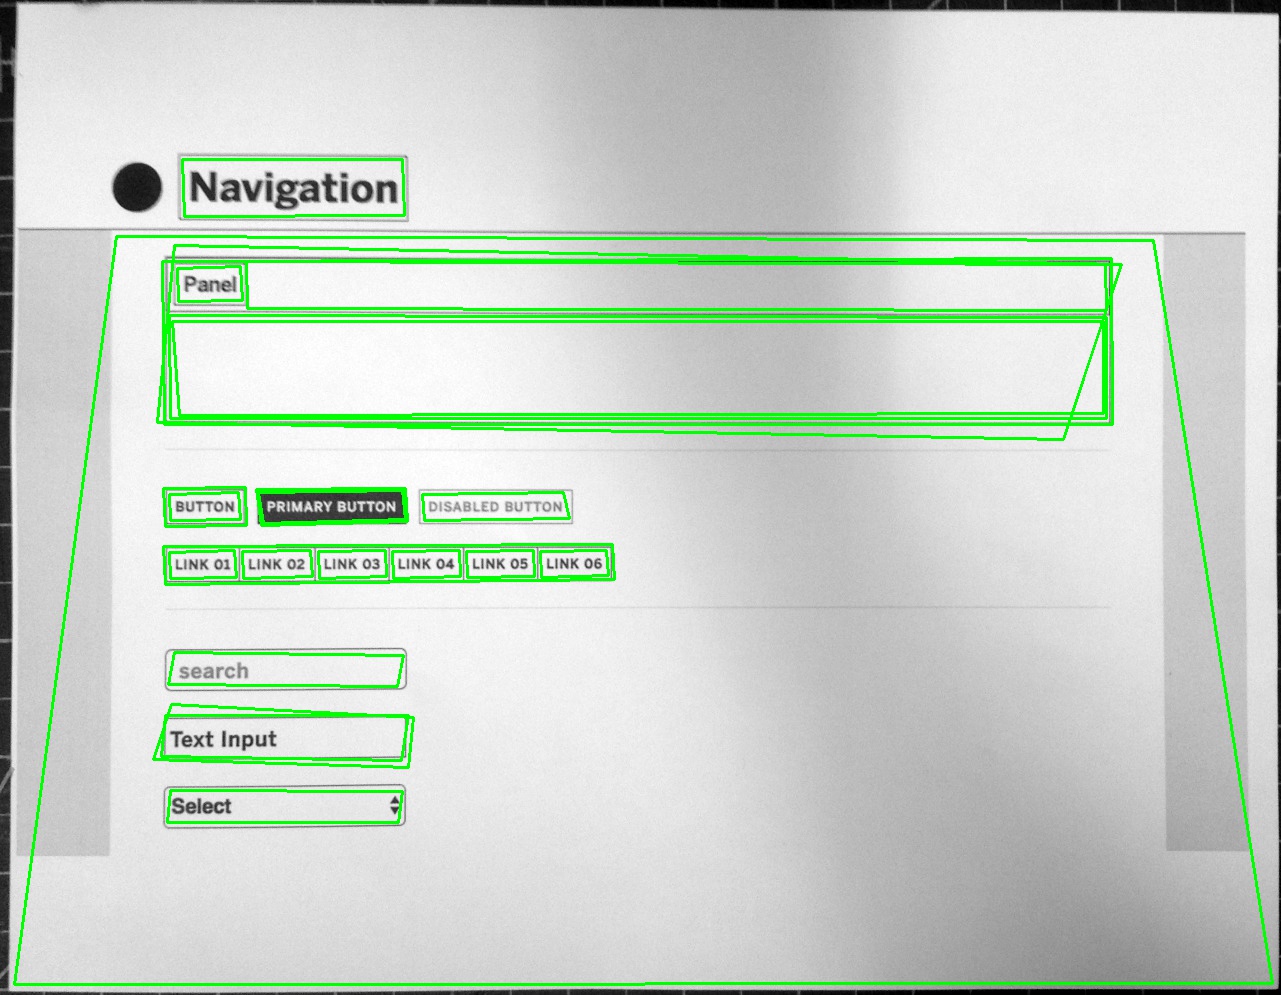 Navigation
Panel
BUTTON PRIMARY BUTTON DISABLED BUTTON
LINK 01 LINK 02 LINK 03 LINK 04 LINK 05 LINK 06
search
Text Input
Select